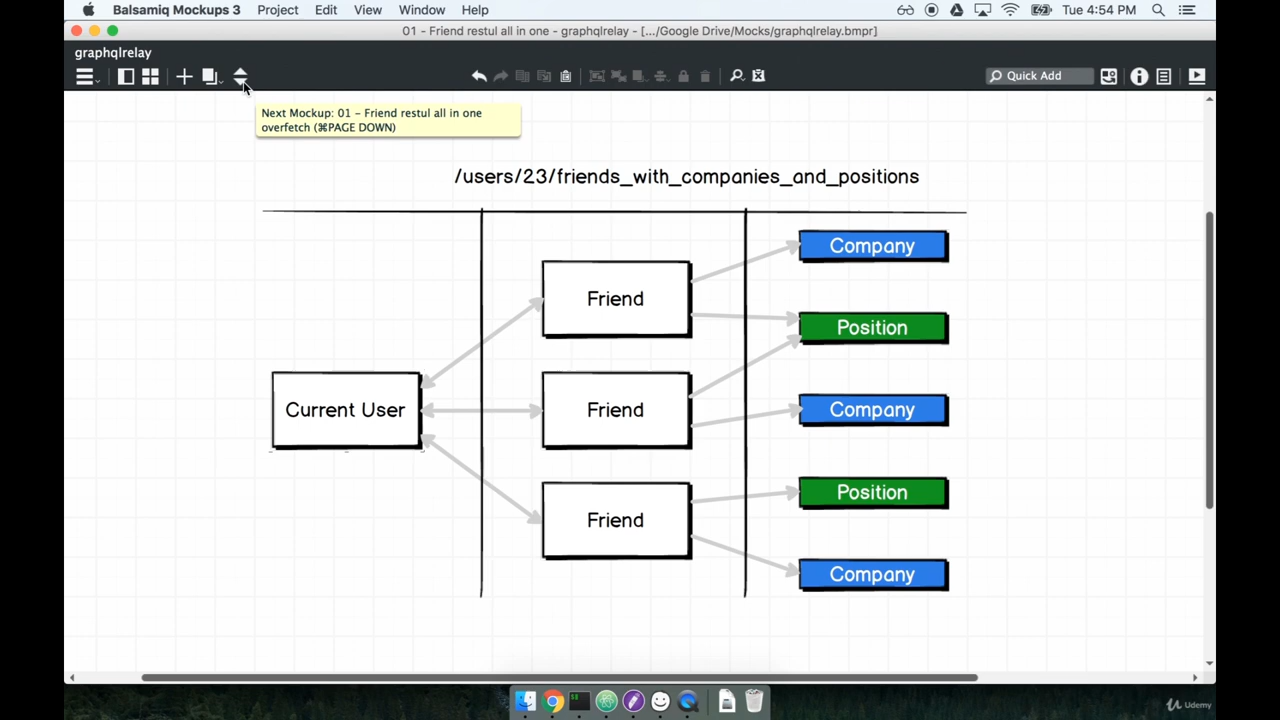 Balsamiq Mockups 3 Project Edit View Window Help Tue 4:54 PM
01 - Friend restul all in one - graphqlrelay - [.../Google Drive/Mocks/graphqlrelay.bmpr]
graphqlrelay
Quick Add
Next Mockup: 01 - Friend restul all in one
overfetch (⌘PAGE DOWN)
/users/23/friends_with_companies_and_positions
Company
Friend
Position
Current User
Friend
Company
Position
Friend
Company
Udemy